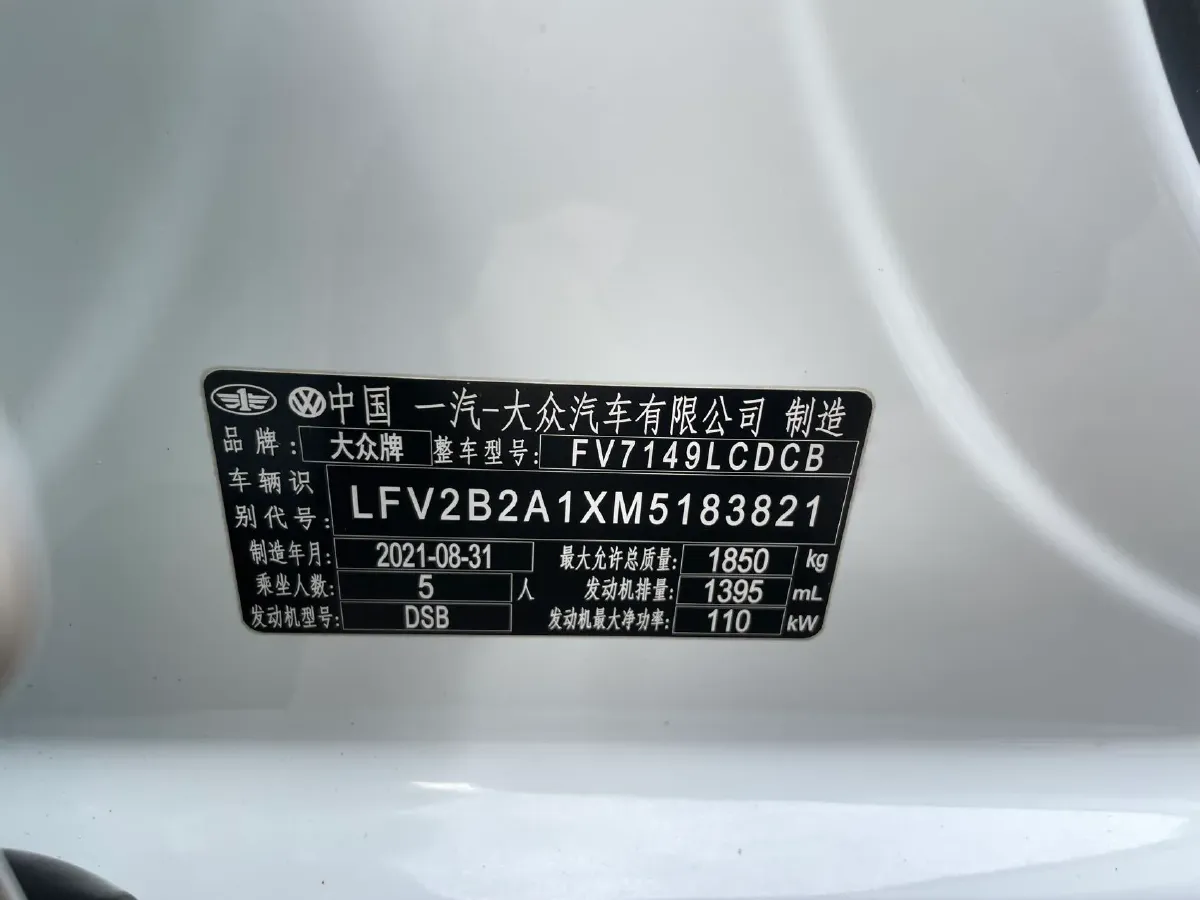 中国 一汽-大众汽车有限公司 制造
品牌: 大众牌 整车型号: FV7149LCDCB
车辆识别代号: LFV2B2A1XM5183821
制造年月: 2021-08-31 最大允许总质量: 1850 kg
乘坐人数: 5 人 发动机排量: 1395 mL
发动机型号: DSB 发动机最大净功率: 110 kW